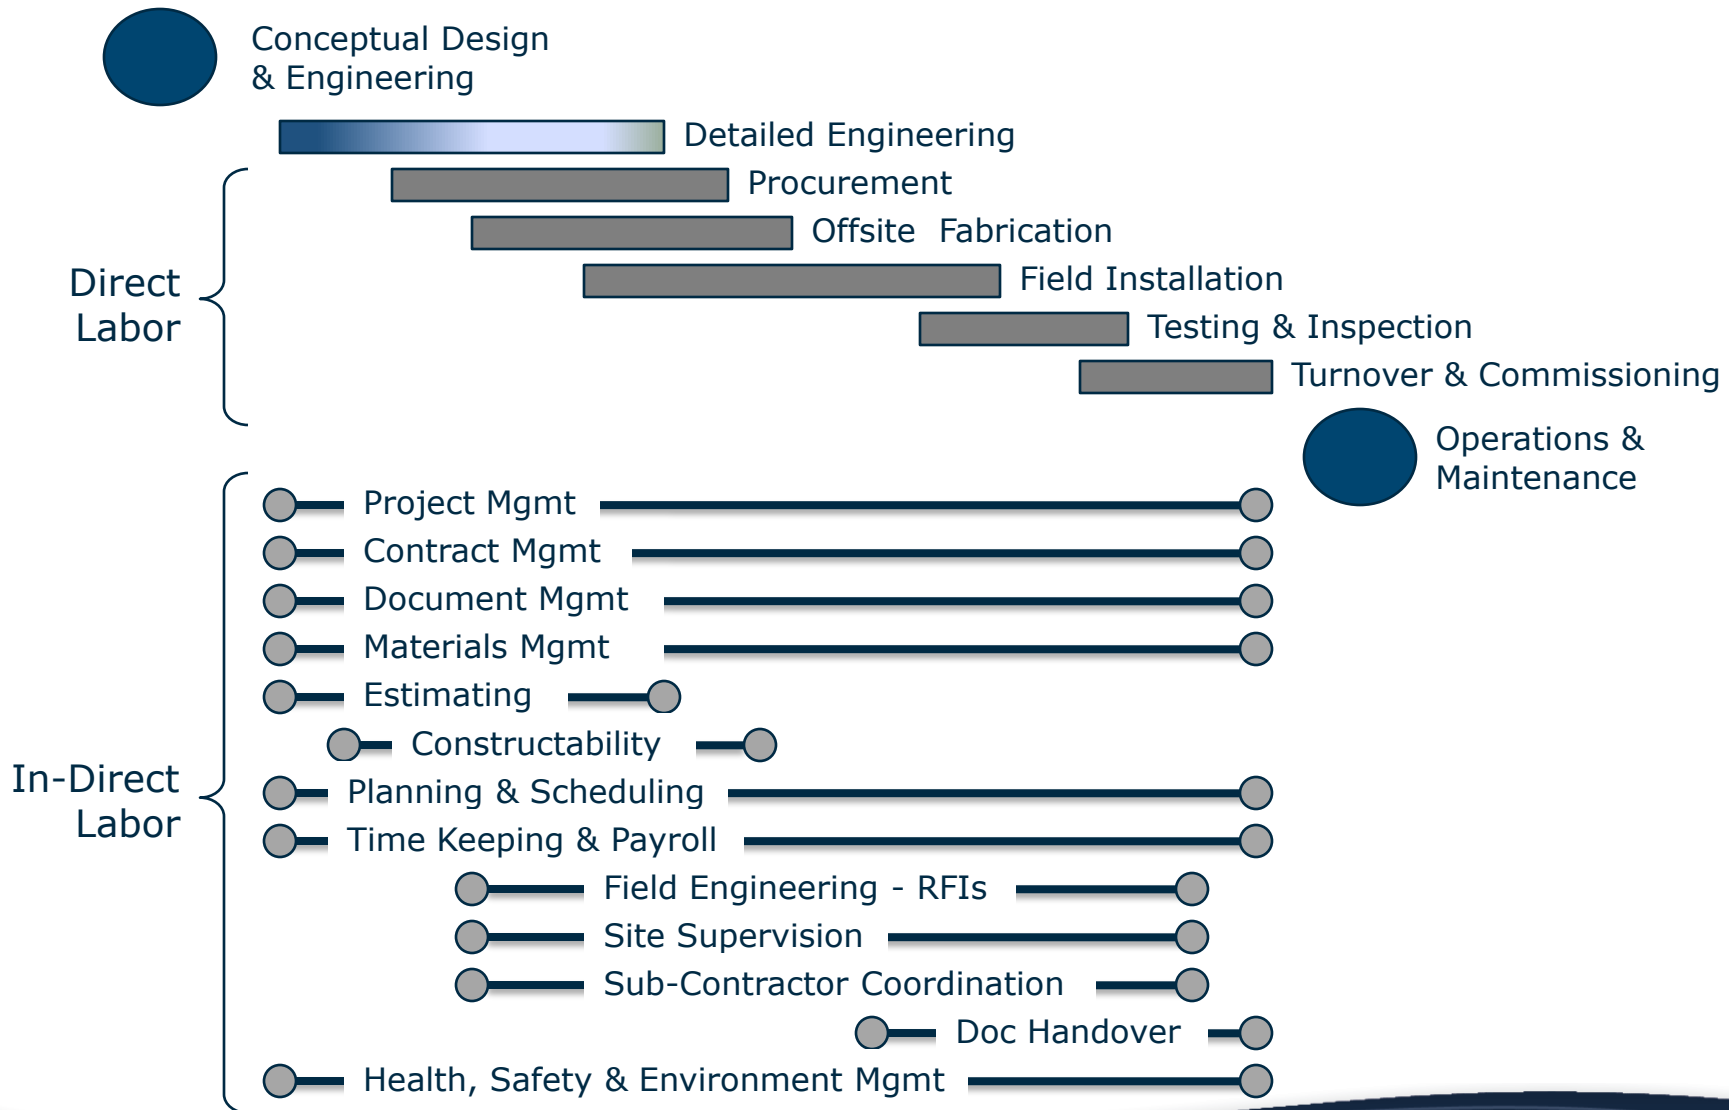 Conceptual Design
& Engineering
Detailed Engineering
Procurement
Offsite Fabrication
Field Installation
Testing & Inspection
Turnover & Commissioning
Direct
Labor
Operations &
Maintenance
Project Mgmt
Contract Mgmt
Document Mgmt
Materials Mgmt
Estimating
Constructability
In-Direct
Labor
Planning & Scheduling
Time Keeping & Payroll
Field Engineering - RFIs
Site Supervision
Sub-Contractor Coordination
Doc Handover
Health, Safety & Environment Mgmt